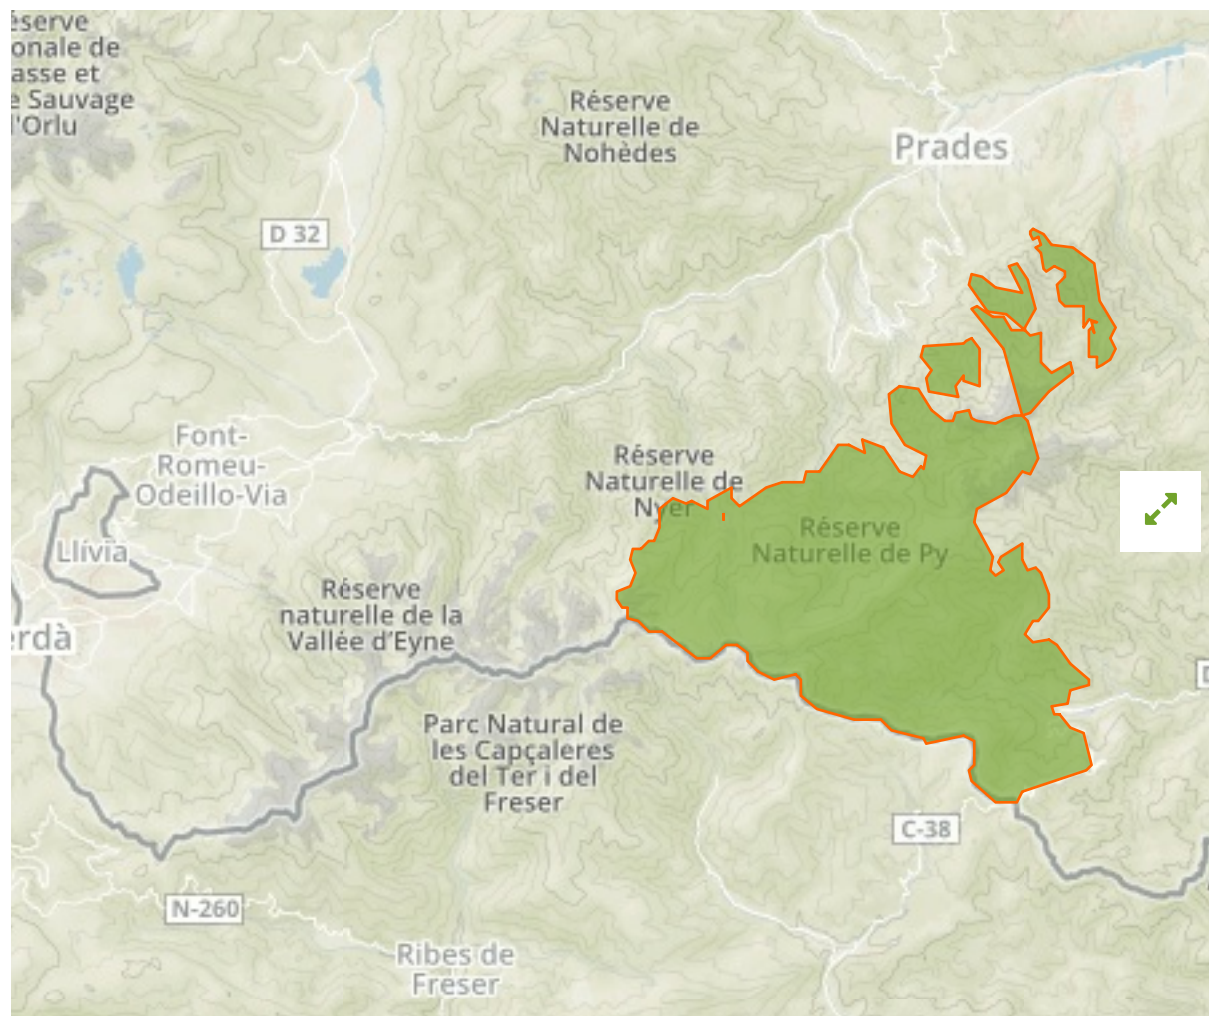 onale de
asse et
e Sauvage
l'Orlu
Réserve
Naturelle de
Nohèdes
Prades
D 32
Font-
Romeu-
Odeillo-Via
Llívia
Réserve
Naturelle de
Nyer
Réserve
Naturelle de Py
Réserve
naturelle de la
Vallée d’Eyne
erdà
D
Parc Natural de
les Capçaleres
del Ter i del
Freser
C-38
N-260
Ribes de
Freser